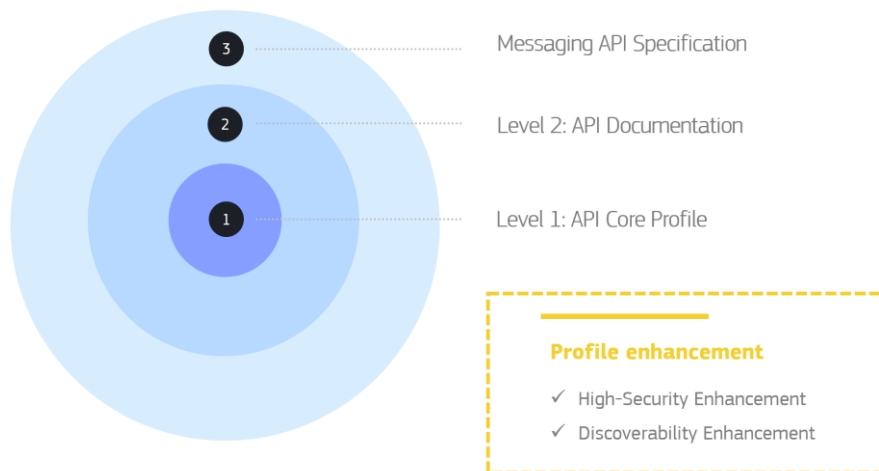 3
Messaging API Specification
2
Level 2: API Documentation
1
Level 1: API Core Profile
Profile enhancement
✓ High-Security Enhancement
✓ Discoverability Enhancement